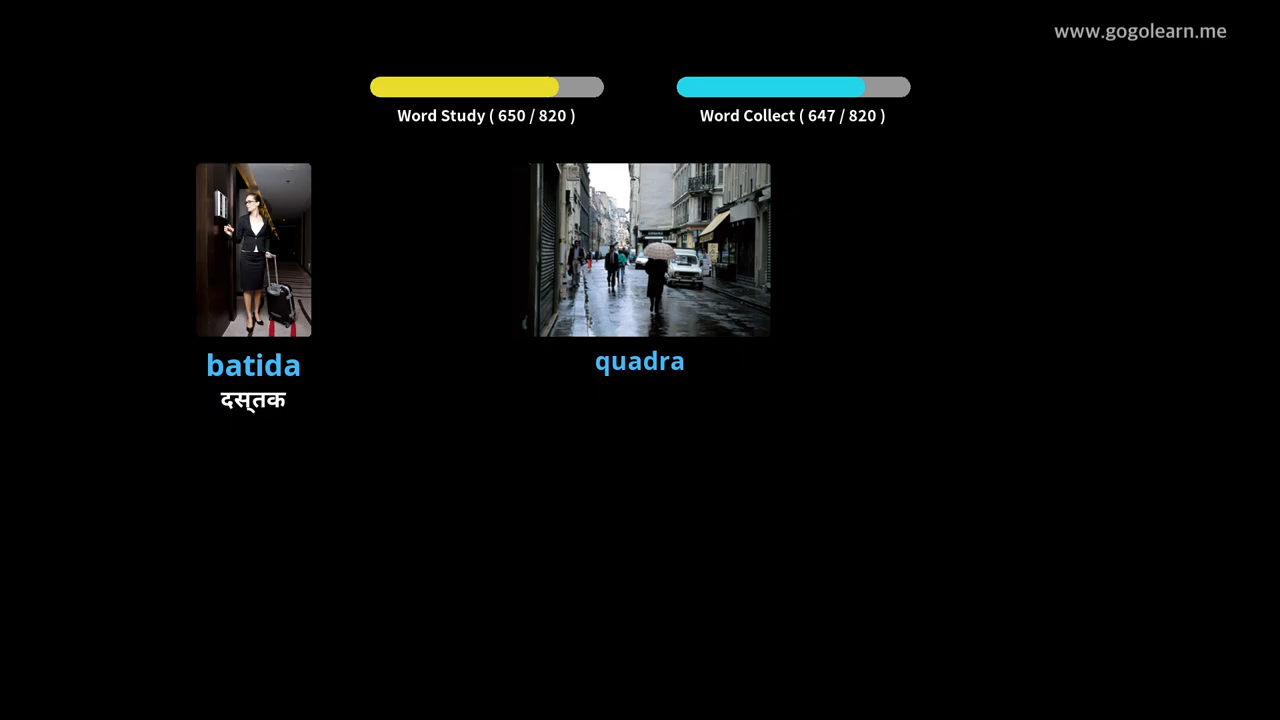 www.gogolearn.me
Word Study ( 650 / 820 )
Word Collect ( 647 / 820 )
batida
दस्तक
quadra